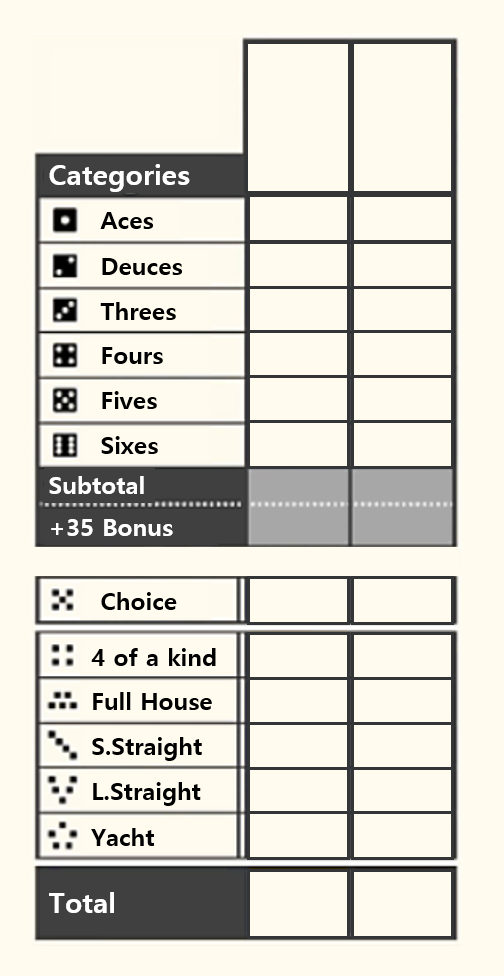 Categories
Aces
Deuces
Threes
Fours
Fives
Sixes
Subtotal
+35 Bonus
Choice
4 of a kind
Full House
S.Straight
L.Straight
Yacht
Total